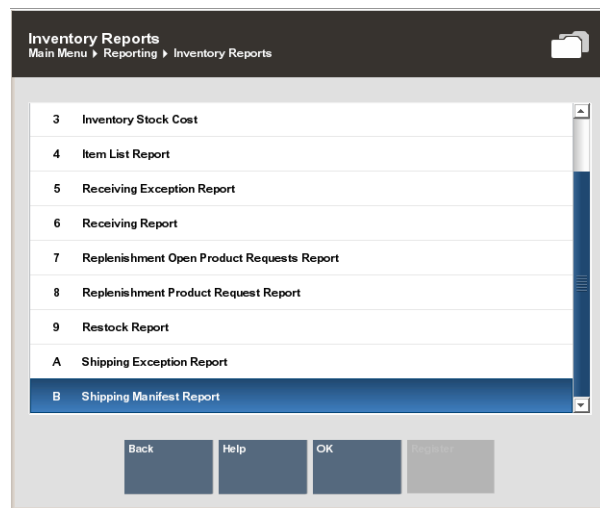 Inventory Reports
Main Menu ▸ Reporting ▸ Inventory Reports
3 Inventory Stock Cost
4 Item List Report
5 Receiving Exception Report
6 Receiving Report
7 Replenishment Open Product Requests Report
8 Replenishment Product Request Report
9 Restock Report
A Shipping Exception Report
B Shipping Manifest Report
Back Help OK Register